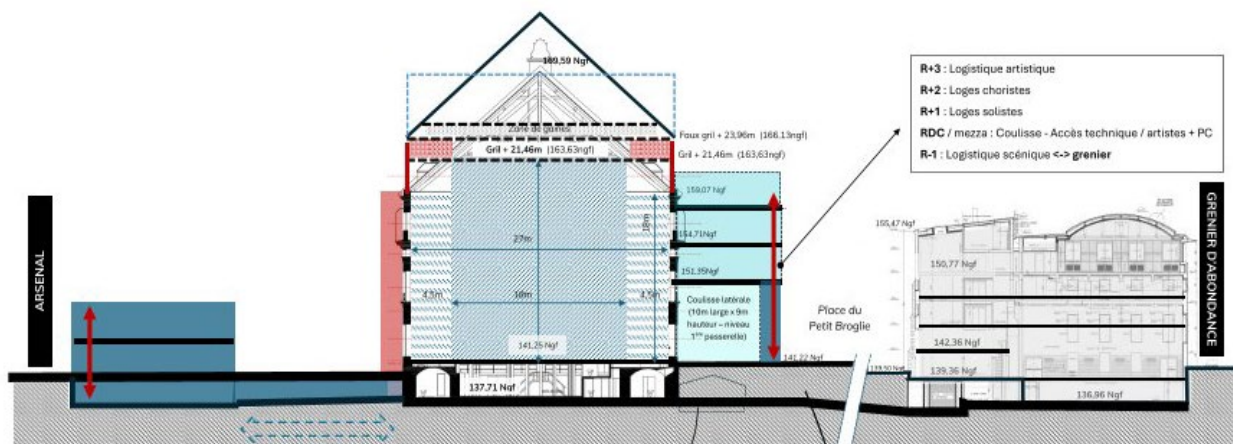 169,59 Ngf
Zone de gaines
Faux gril + 23,96m (166,13ngf)
Gril + 21,46m (163,63ngf)
Gril + 21,46m (163,63ngf)
R+3 : Logistique artistique
R+2 : Loges choristes
R+1 : Loges solistes
RDC / mezza : Coulisse - Accès technique / artistes + PC
R-1 : Logistique scénique <-> grenier
ARSENAL
GRENIER D'ABONDANCE
159,07 Ngf
18m
154,71Ngf
155,47 Ngf
27m
151,35Ngf
150,77 Ngf
4,5m
18m
4,5m
Coulisse latérale
(10m large x 9m
hauteur – niveau
1ère passerelle)
Place du
Petit Broglie
141,25 Ngf
141,22 Ngf
142,36 Ngf
139,50 Ngf
139,36 Ngf
137,71 Ngf
136,96 Ngf